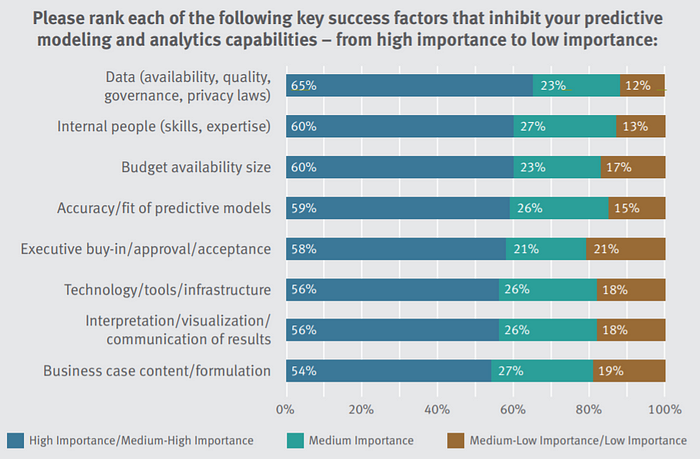 Please rank each of the following key success factors that inhibit your predictive
modeling and analytics capabilities – from high importance to low importance:
Data (availability, quality,
governance, privacy laws)
65% 23% 12%
Internal people (skills, expertise)
60% 27% 13%
Budget availability size
60% 23% 17%
Accuracy/fit of predictive models
59% 26% 15%
Executive buy-in/approval/acceptance
58% 21% 21%
Technology/tools/infrastructure
56% 26% 18%
Interpretation/visualization/
communication of results
56% 26% 18%
Business case content/formulation
54% 27% 19%
0% 20% 40% 60% 80% 100%
High Importance/Medium-High Importance
Medium Importance
Medium-Low Importance/Low Importance